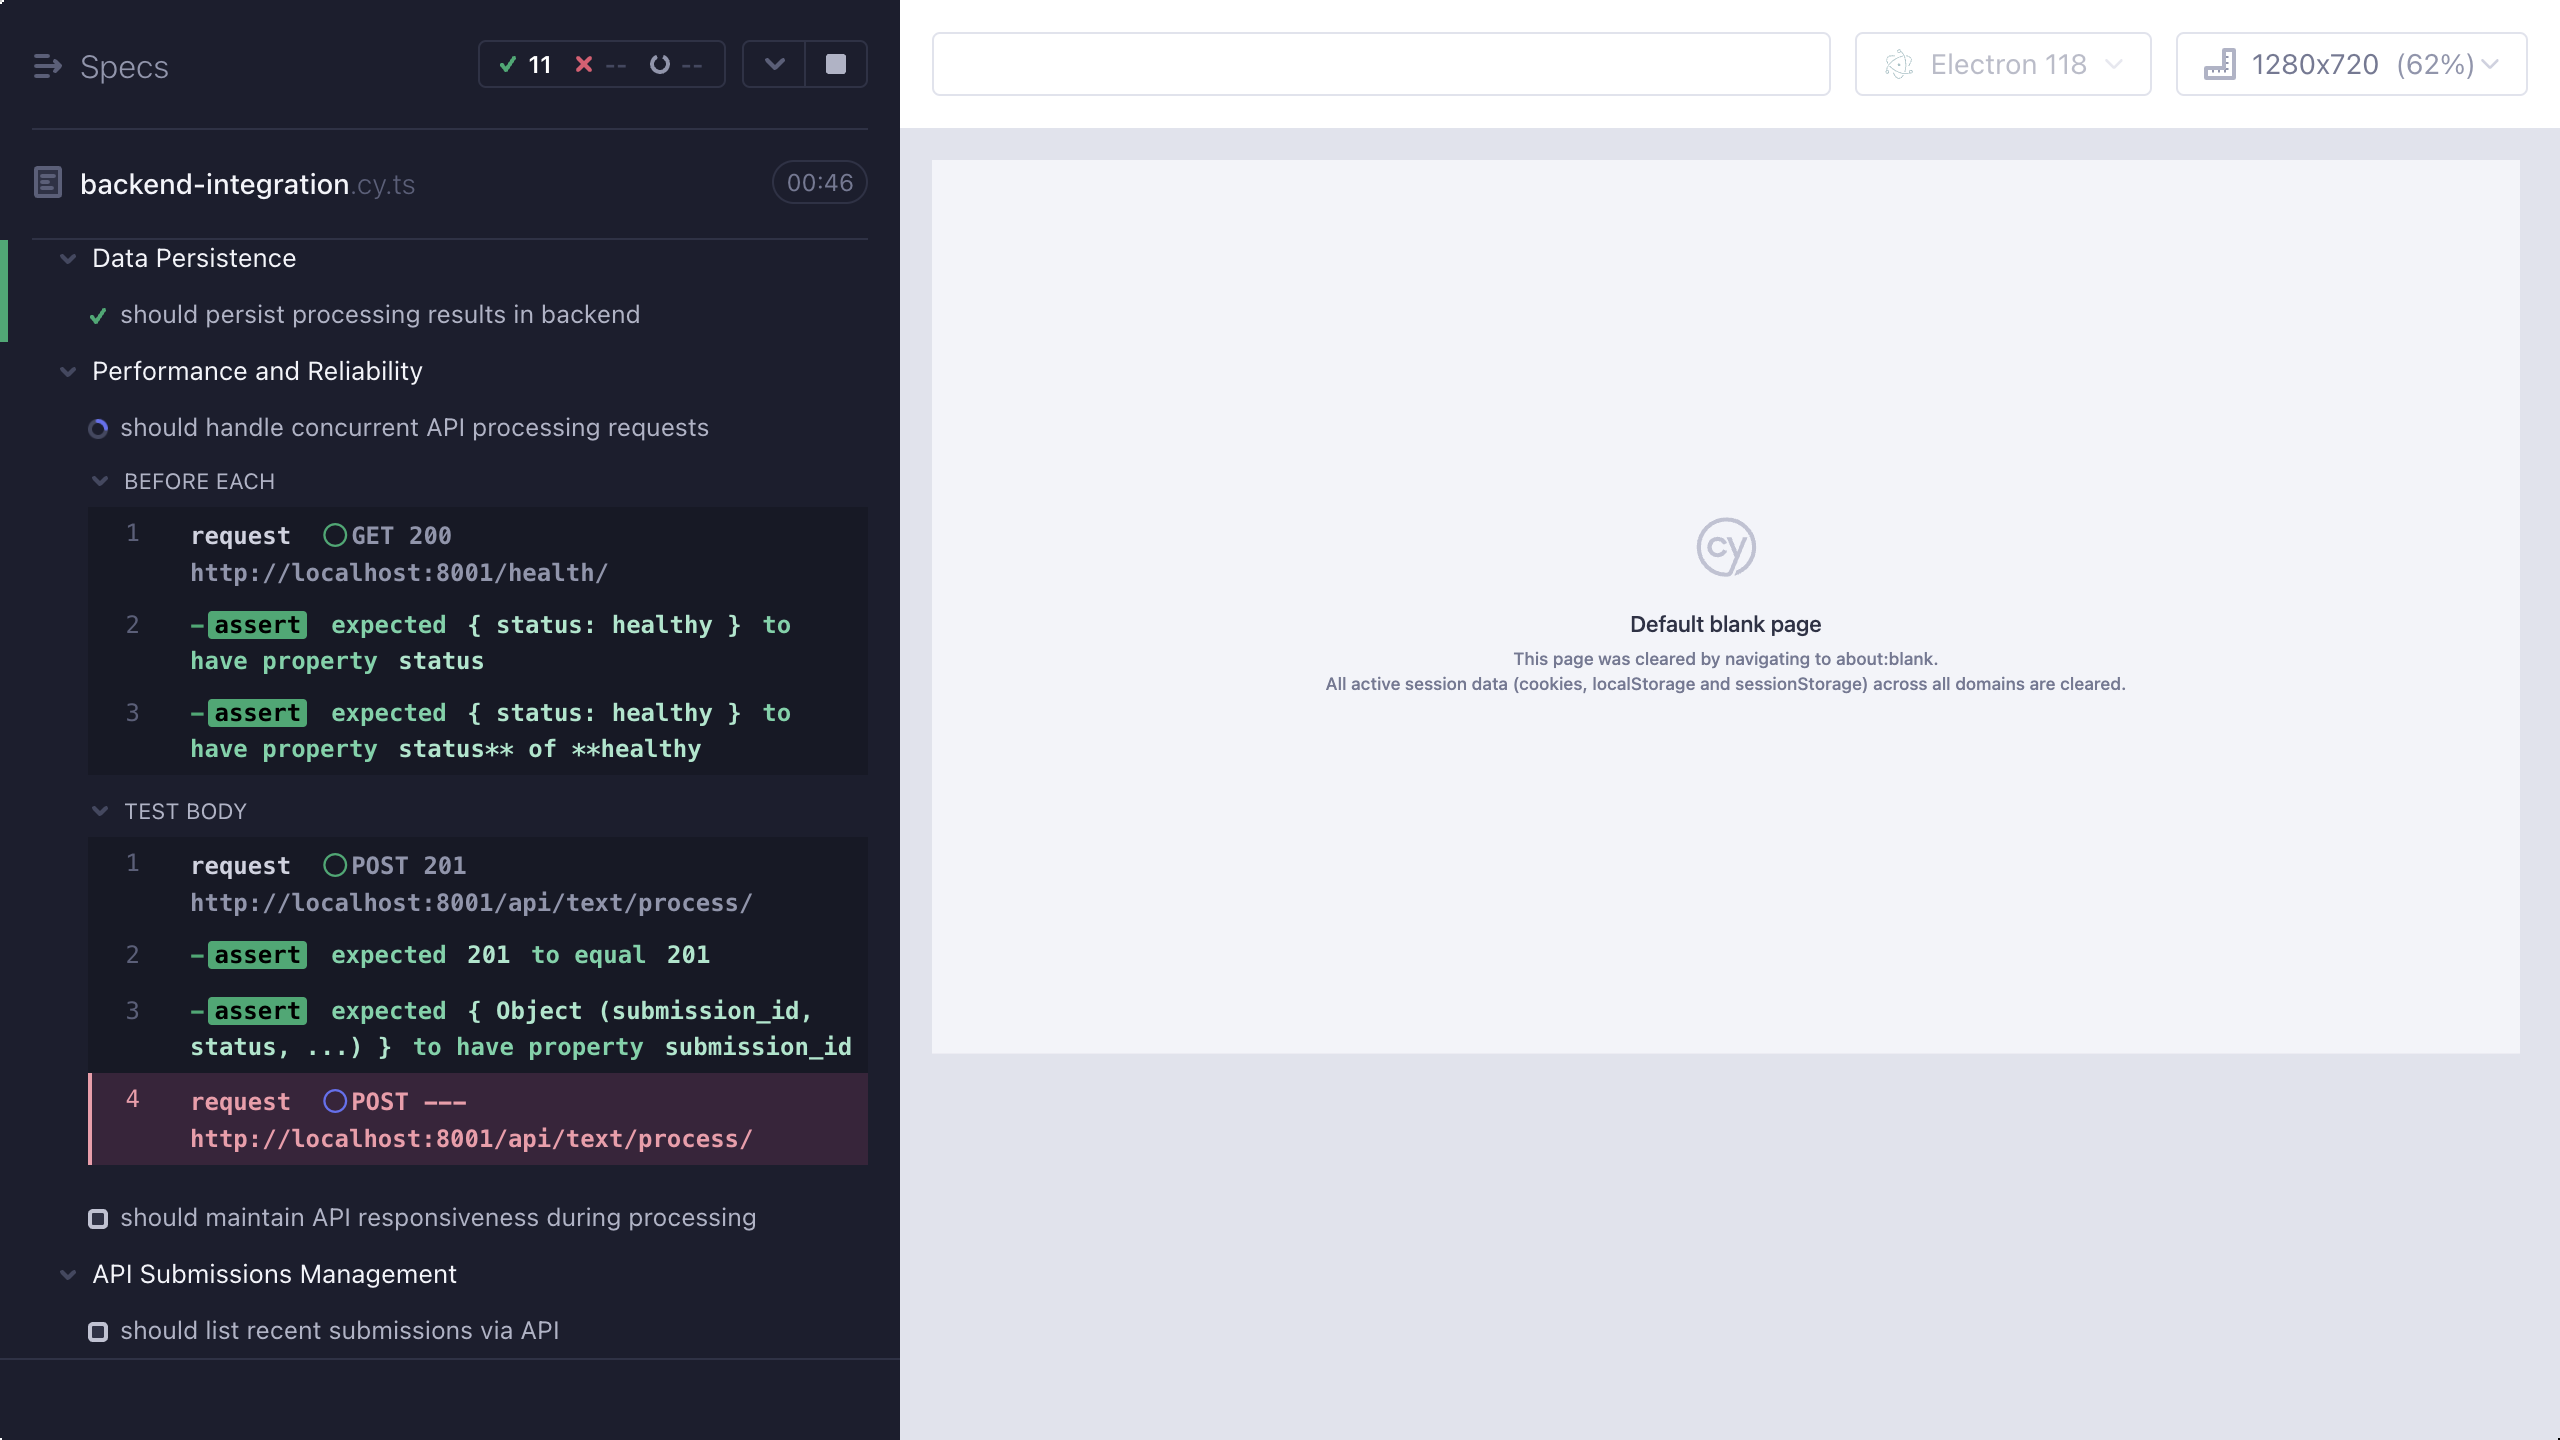 Specs
11 -- --
backend-integration.cy.ts
00:46
Data Persistence
should persist processing results in backend
Performance and Reliability
should handle concurrent API processing requests
BEFORE EACH
1 request GET 200
http://localhost:8001/health/
2 -assert expected { status: healthy } to
have property status
3 -assert expected { status: healthy } to
have property status** of **healthy
TEST BODY
1 request POST 201
http://localhost:8001/api/text/process/
2 -assert expected 201 to equal 201
3 -assert expected { Object (submission_id,
status, ...) } to have property submission_id
4 request POST ---
http://localhost:8001/api/text/process/
should maintain API responsiveness during processing
API Submissions Management
should list recent submissions via API
Electron 118
1280x720 (62%)
cy
Default blank page
This page was cleared by navigating to about:blank.
All active session data (cookies, localStorage and sessionStorage) across all domains are cleared.